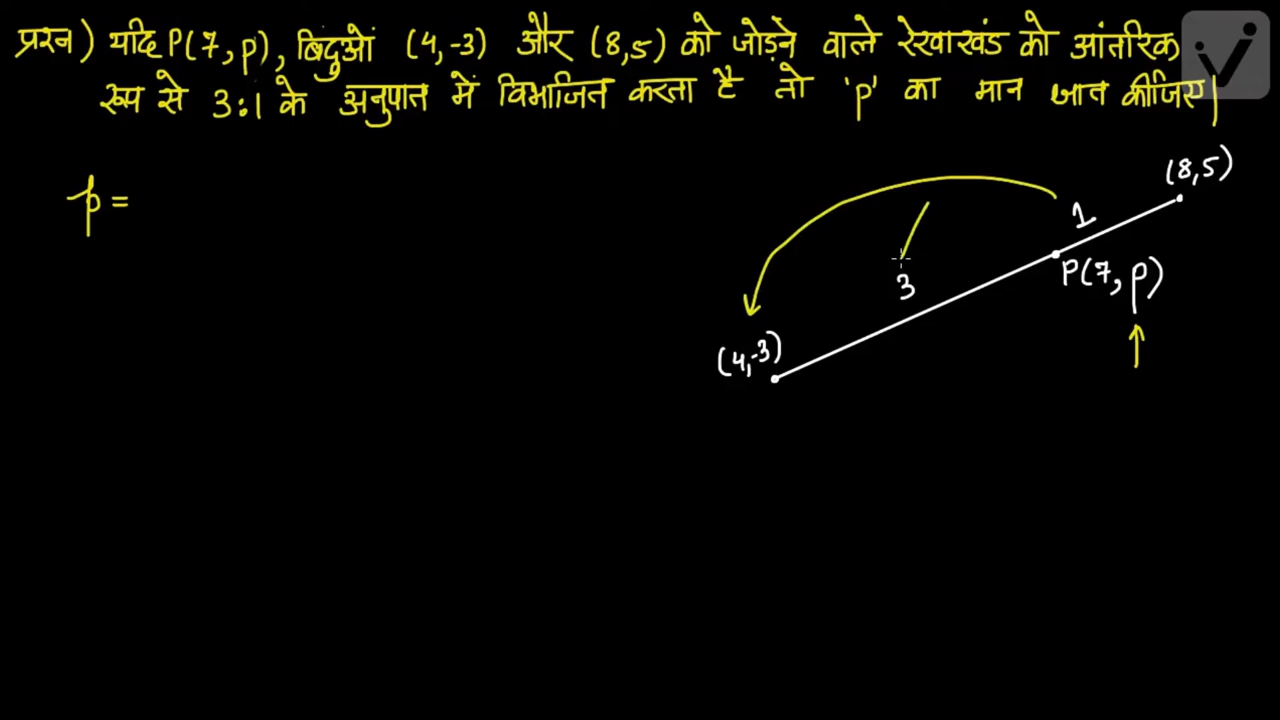 प्रश्न) यदि P(7, p), बिंदुओं (4,-3) और (8,5) को जोड़ने वाले रेखाखंड को आंतरिक
रूप से 3:1 के अनुपात में विभाजित करता है तो 'p' का मान ज्ञात कीजिए|
p =
(8,5)
1
P(7, p)
3
(4,-3)